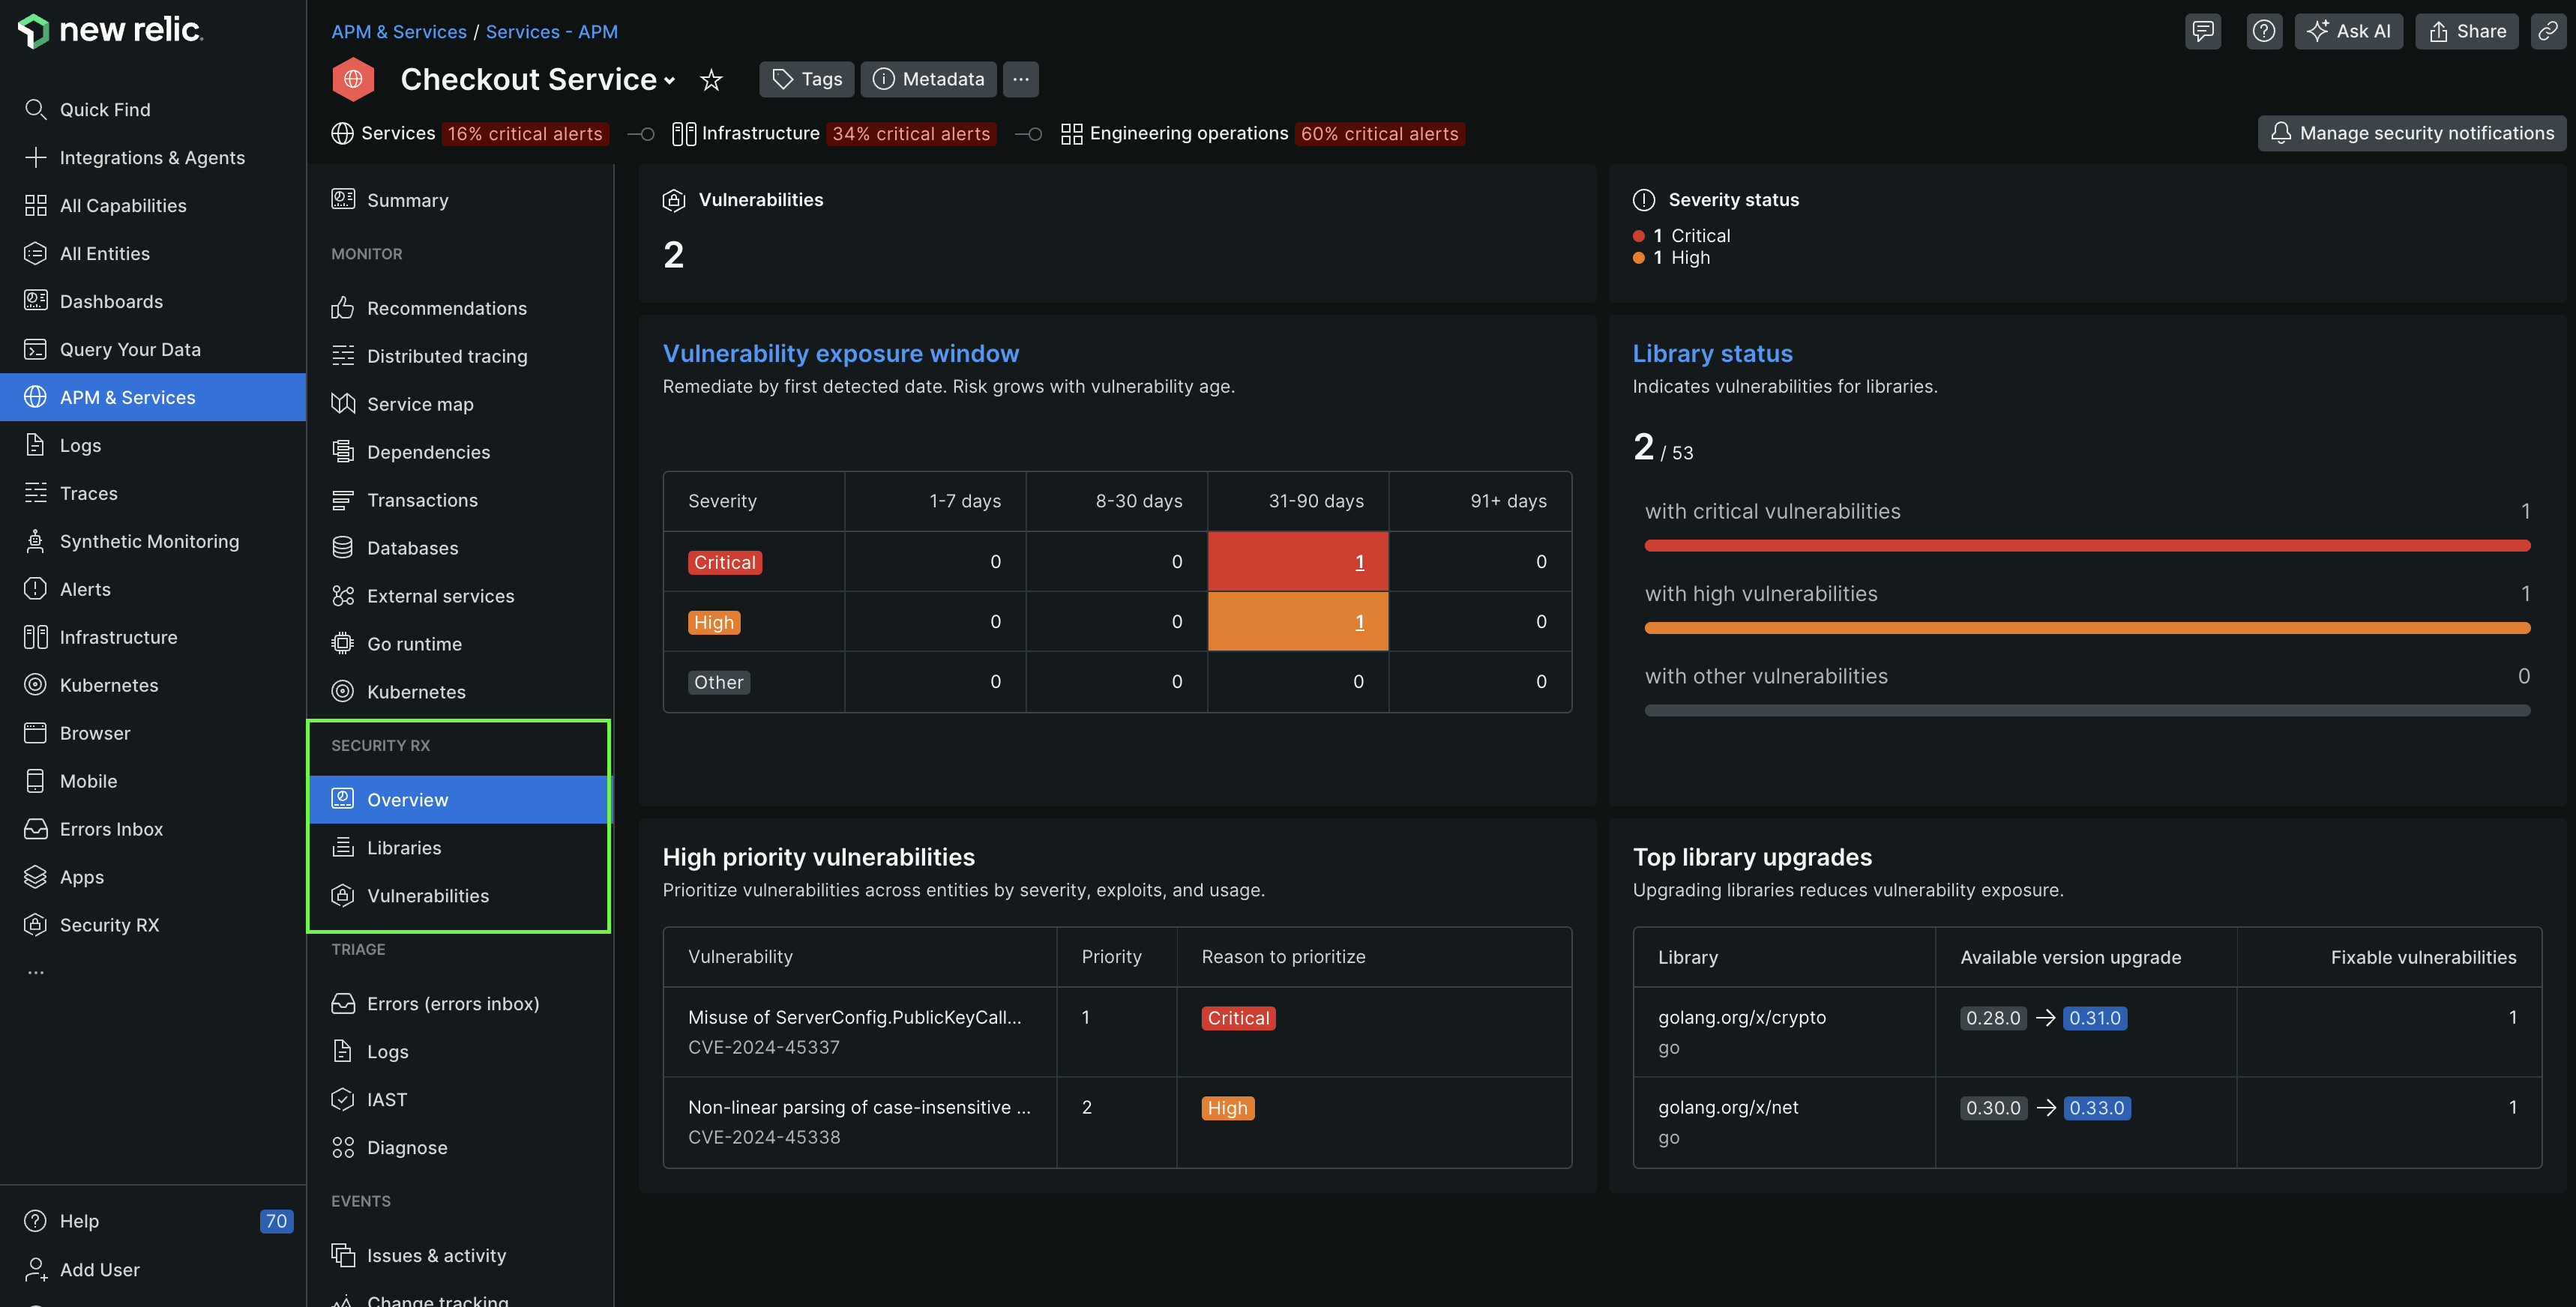 new relic.
Quick Find
Integrations & Agents
All Capabilities
All Entities
Dashboards
Query Your Data
APM & Services
Logs
Traces
Synthetic Monitoring
Alerts
Infrastructure
Kubernetes
Browser
Mobile
Errors Inbox
Apps
Security RX
...
Help 70
Add User
APM & Services / Services - APM
Checkout Service
Tags
Metadata
...
Ask AI
Share
Services 16% critical alerts
Infrastructure 34% critical alerts
Engineering operations 60% critical alerts
Manage security notifications
Summary
MONITOR
Recommendations
Distributed tracing
Service map
Dependencies
Transactions
Databases
External services
Go runtime
Kubernetes
SECURITY RX
Overview
Libraries
Vulnerabilities
TRIAGE
Errors (errors inbox)
Logs
IAST
Diagnose
EVENTS
Issues & activity
Change tracking
Vulnerabilities
2
Severity status
1 Critical
1 High
Vulnerability exposure window
Remediate by first detected date. Risk grows with vulnerability age.
Severity 1-7 days 8-30 days 31-90 days 91+ days
Critical 0 0 1 0
High 0 0 1 0
Other 0 0 0 0
Library status
Indicates vulnerabilities for libraries.
2 / 53
with critical vulnerabilities 1
with high vulnerabilities 1
with other vulnerabilities 0
High priority vulnerabilities
Prioritize vulnerabilities across entities by severity, exploits, and usage.
Vulnerability Priority Reason to prioritize
Misuse of ServerConfig.PublicKeyCall... 1 Critical
CVE-2024-45337
Non-linear parsing of case-insensitive ... 2 High
CVE-2024-45338
Top library upgrades
Upgrading libraries reduces vulnerability exposure.
Library Available version upgrade Fixable vulnerabilities
golang.org/x/crypto 0.28.0 → 0.31.0 1
go
golang.org/x/net 0.30.0 → 0.33.0 1
go